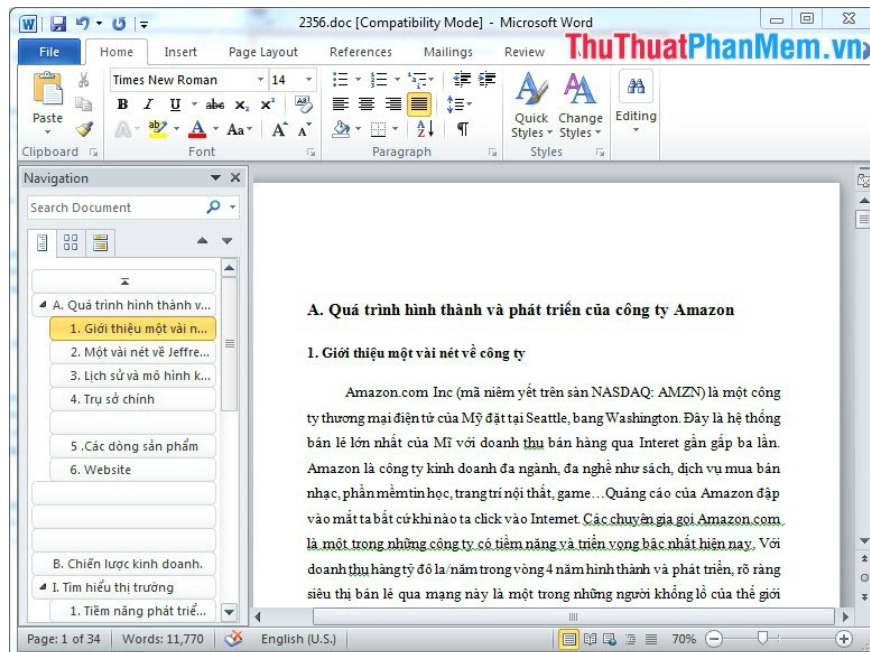 2356.doc [Compatibility Mode] - Microsoft Word
File Home Insert Page Layout References Mailings Review
ThuThuatPhanMem.vn
Times New Roman 14
Paste
B I U abc x₂ x²
A ab A Aa A A
Quick Styles
Change Styles
Editing
Clipboard Font Paragraph Styles
Navigation
Search Document
A. Quá trình hình thành v...
1. Giới thiệu một vài n...
2. Một vài nét về Jeffre...
3. Lịch sử và mô hình k...
4. Trụ sở chính
5 .Các dòng sản phẩm
6. Website
B. Chiến lược kinh doanh.
I. Tìm hiểu thị trường
1. Tiềm năng phát triể...
A. Quá trình hình thành và phát triển của công ty Amazon
1. Giới thiệu một vài nét về công ty
Amazon.com Inc (mã niêm yết trên sàn NASDAQ: AMZN) là một công
ty thương mại điện tử của Mỹ đặt tại Seattle, bang Washington. Đây là hệ thống
bán lẻ lớn nhất của Mĩ với doanh thu bán hàng qua Interet gần gấp ba lần.
Amazon là công ty kinh doanh đa ngành, đa nghề như sách, dịch vụ mua bán
nhạc, phần mềm tin học, trang trí nội thất, game…Quảng cáo của Amazon đập
vào mắt ta bất cứ khi nào ta click vào Internet. Các chuyên gia gọi Amazon.com
là một trong những công ty có tiềm năng và triển vọng bậc nhất hiện nay. Với
doanh thu hàng tỷ đô la/năm trong vòng 4 năm hình thành và phát triển, rõ ràng
siêu thị bán lẻ qua mạng này là một trong những người khổng lồ của thế giới
Page: 1 of 34 Words: 11,770 English (U.S.) 70%